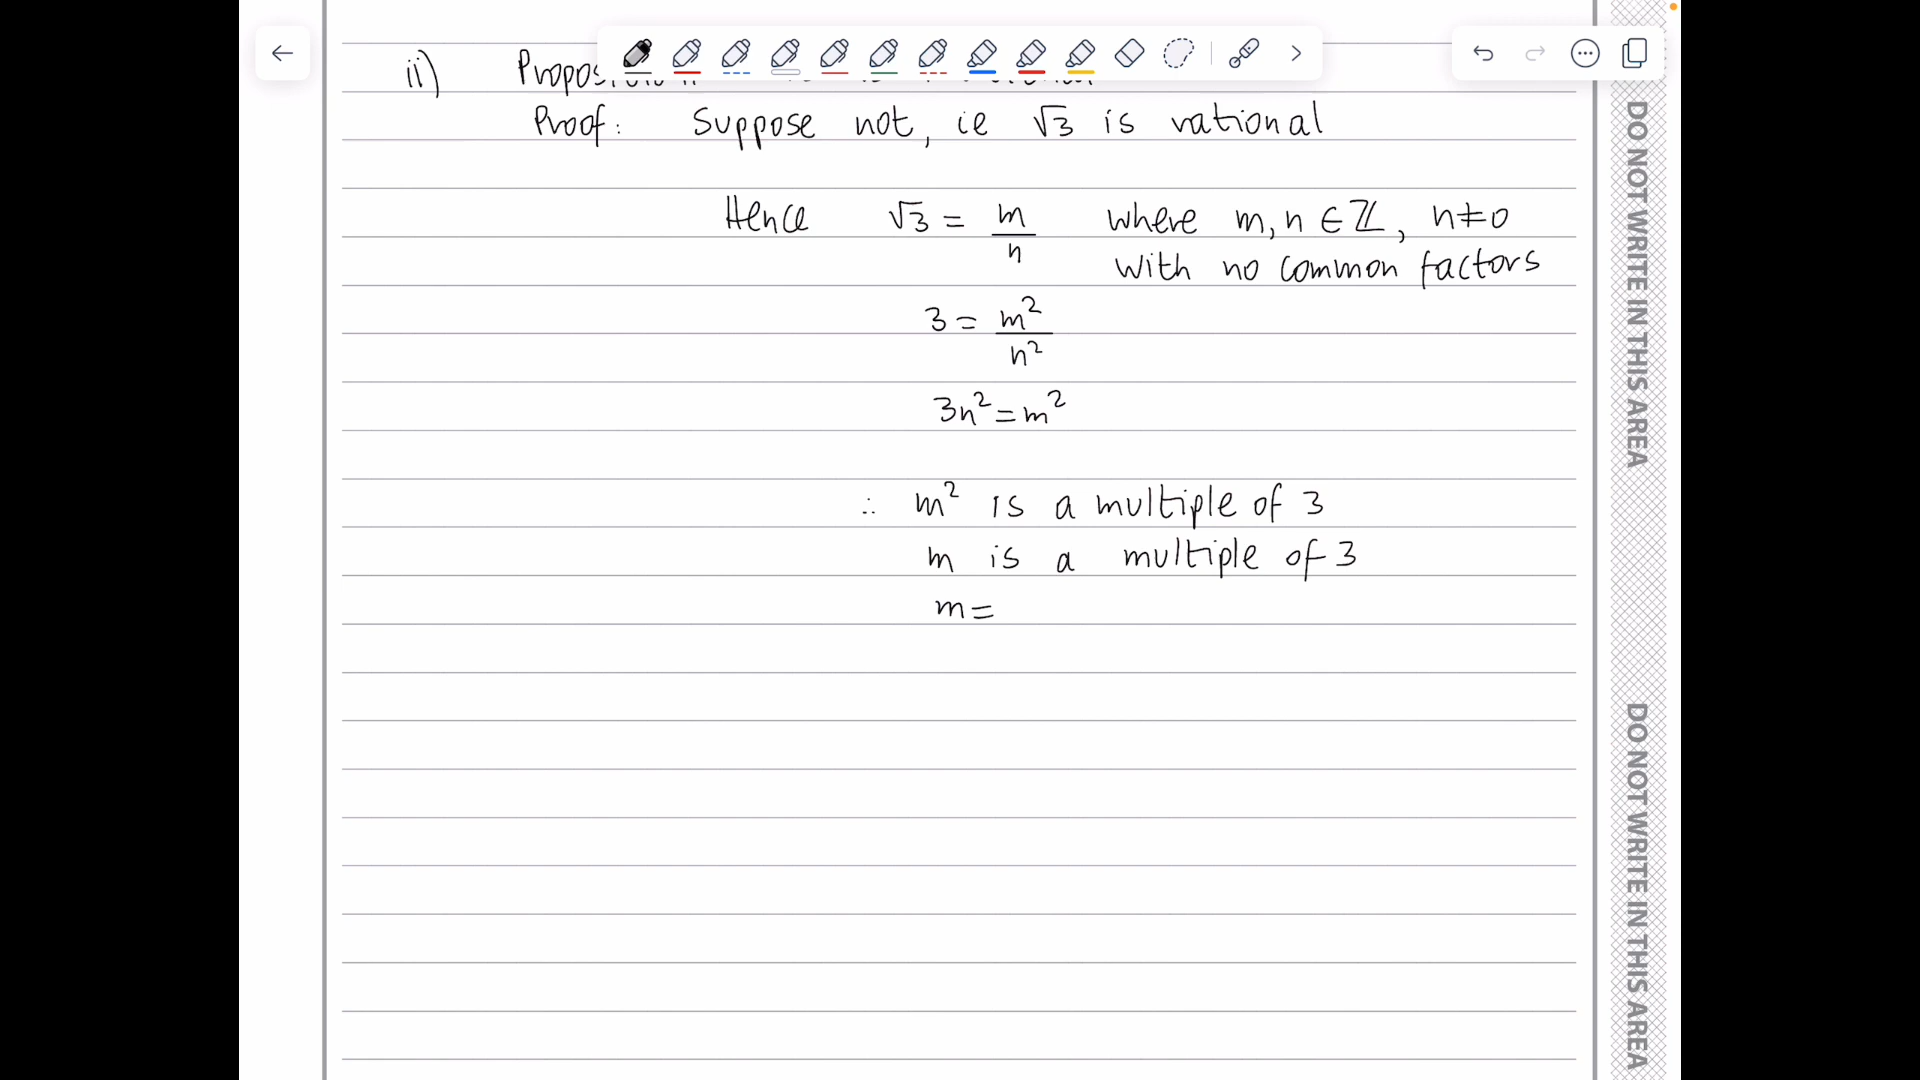 ii)
Proof: Suppose not, ie √3 is rational
Hence √3 = m/n where m, n ∈ ℤ, n≠0
with no common factors
3 = m²/n²
3n² = m²
∴ m² is a multiple of 3
m is a multiple of 3
m =
DO NOT WRITE IN THIS AREA
DO NOT WRITE IN THIS AREA